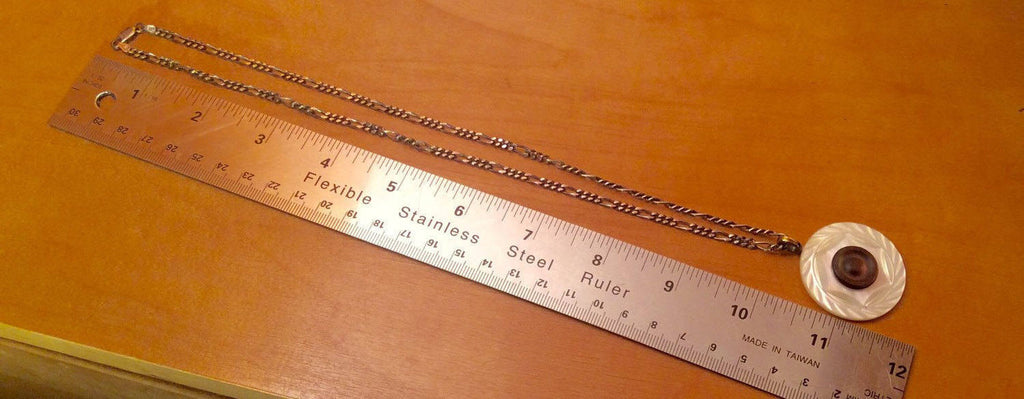 1 2 3 4 5 6 7 8 9 10 11 12
Flexible Stainless Steel Ruler
MADE IN TAIWAN
30 29 28 27 26 25 24 23 22 21 20 19 18 17 16 15 14 13 12 11 10 9 8 7 6 5 4 3 2